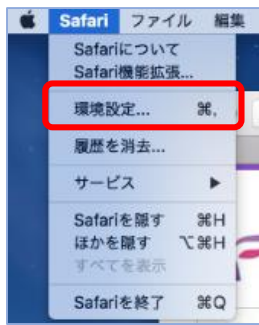 Safari ファイル 編集
Safariについて
Safari機能拡張...
環境設定... ⌘,
履歴を消去...
サービス ▶
Safariを隠す ⌘H
ほかを隠す ⌥⌘H
すべてを表示
Safariを終了 ⌘Q